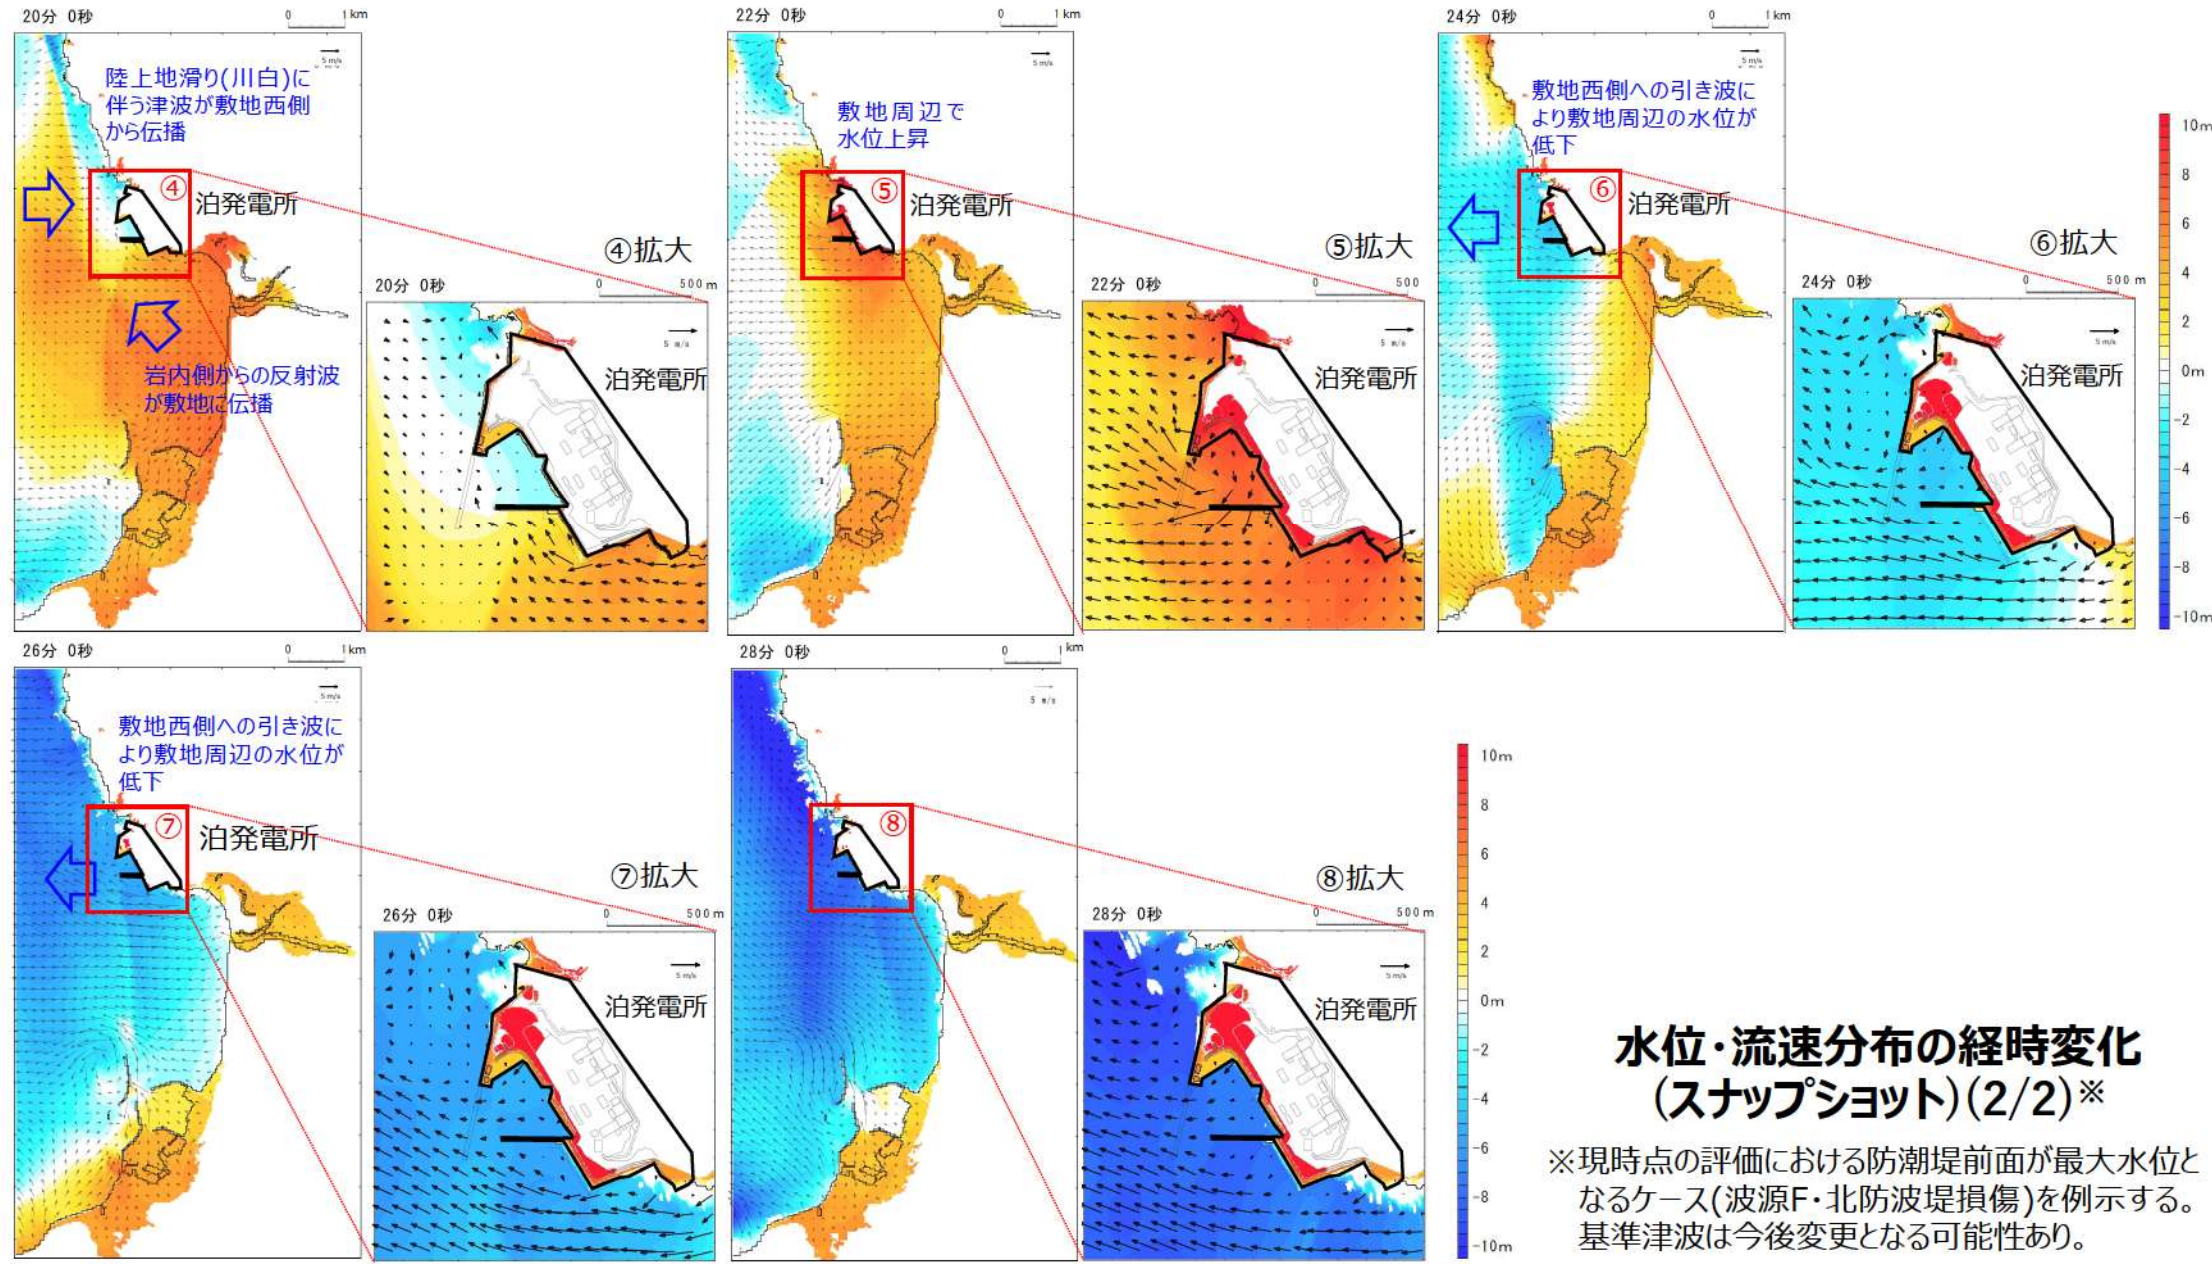 20分 0秒
0 1km
5 m/s
陸上地滑り(川白)に
伴う津波が敷地西側
から伝播
④
泊発電所
岩内側からの反射波
が敷地に伝播
④拡大
20分 0秒
0 500 m
5 m/s
泊発電所
22分 0秒
0 1km
5 m/s
敷地周辺で
水位上昇
⑤
泊発電所
⑤拡大
22分 0秒
0 500 m
5 m/s
泊発電所
24分 0秒
0 1km
5 m/s
敷地西側への引き波に
より敷地周辺の水位が
低下
⑥
泊発電所
⑥拡大
24分 0秒
0 500 m
5 m/s
泊発電所
10m
8
6
4
2
0m
-2
-4
-6
-8
-10m
26分 0秒
0 1km
5 m/s
敷地西側への引き波に
より敷地周辺の水位が
低下
⑦
泊発電所
⑦拡大
26分 0秒
0 500 m
5 m/s
泊発電所
28分 0秒
0 1km
5 m/s
⑧
⑧拡大
28分 0秒
0 500 m
5 m/s
泊発電所
10m
8
6
4
2
0m
-2
-4
-6
-8
-10m
水位・流速分布の経時変化
(スナップショット)(2/2)※
※現時点の評価における防潮堤前面が最大水位と
なるケース(波源F・北防波堤損傷)を例示する。
基準津波は今後変更となる可能性あり。